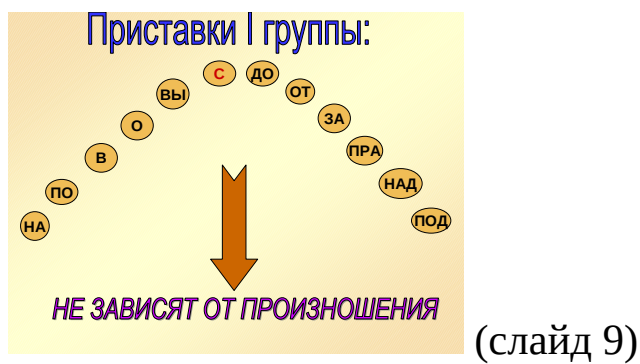 Приставки I группы:
НА ПО В О ВЫ С ДО ОТ ЗА ПРА НАД ПОД
НЕ ЗАВИСЯТ ОТ ПРОИЗНОШЕНИЯ
(слайд 9)